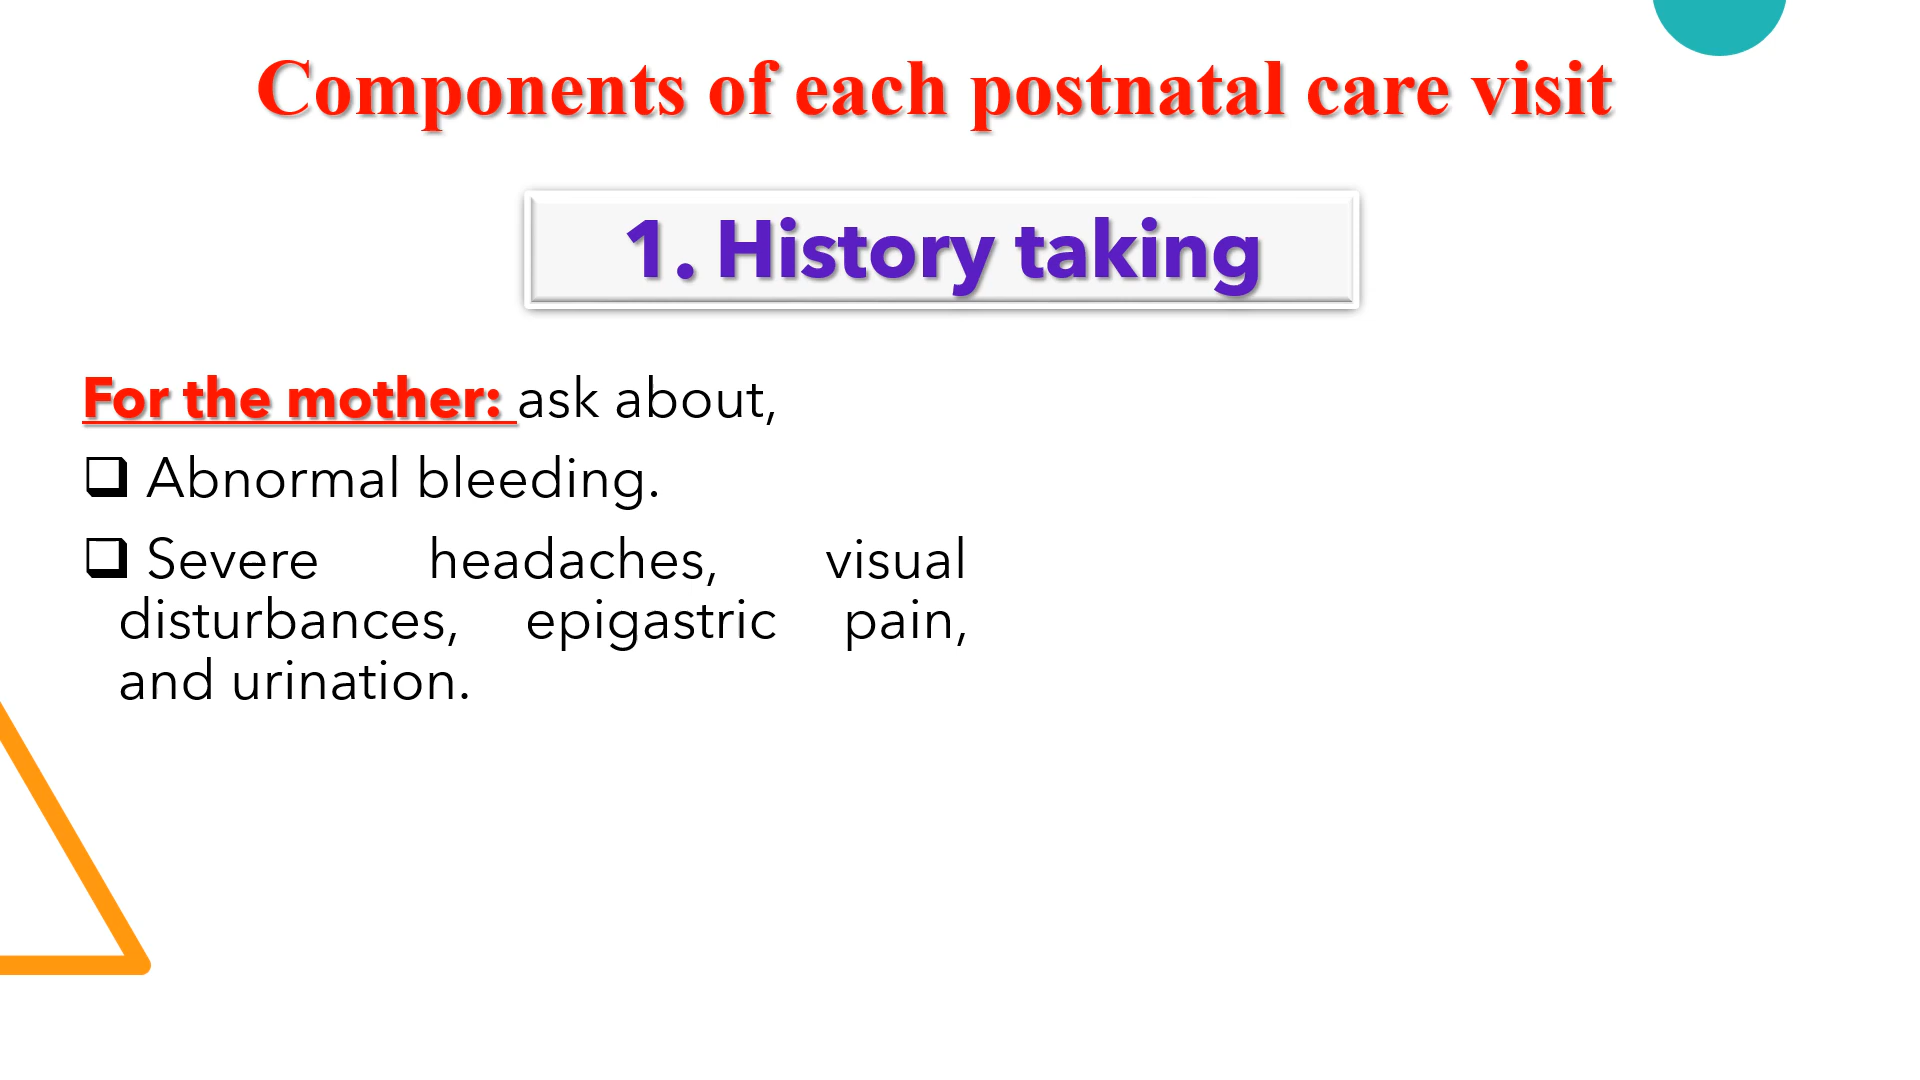 Components of each postnatal care visit
1. History taking
For the mother: ask about,
❑ Abnormal bleeding.
❑ Severe headaches, visual
disturbances, epigastric pain,
and urination.